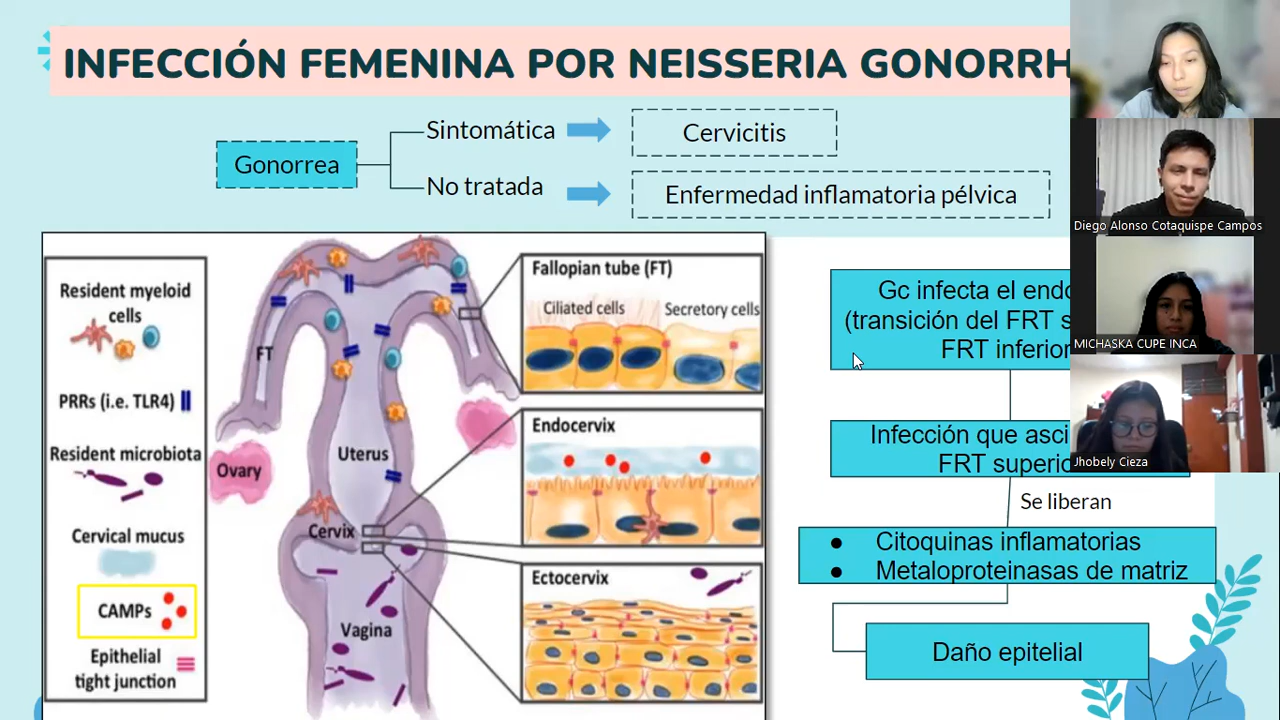 INFECCIÓN FEMENINA POR NEISSERIA GONORRH
Gonorrea
Sintomática
Cervicitis
No tratada
Enfermedad inflamatoria pélvica
Resident myeloid
cells
PRRs (i.e. TLR4)
Resident microbiota
Cervical mucus
CAMPs
Epithelial
tight junction
FT
Ovary
Uterus
Cervix
Vagina
Fallopian tube (FT)
Ciliated cells
Secretory cells
Endocervix
Ectocervix
Gc infecta el endo
(transición del FRT s
FRT inferior
Infección que asci
FRT superio
Se liberan
● Citoquinas inflamatorias
● Metaloproteinasas de matriz
Daño epitelial
Diego Alonso Cotaquispe Campos
MICHASKA CUPE INCA
Jhobely Cieza